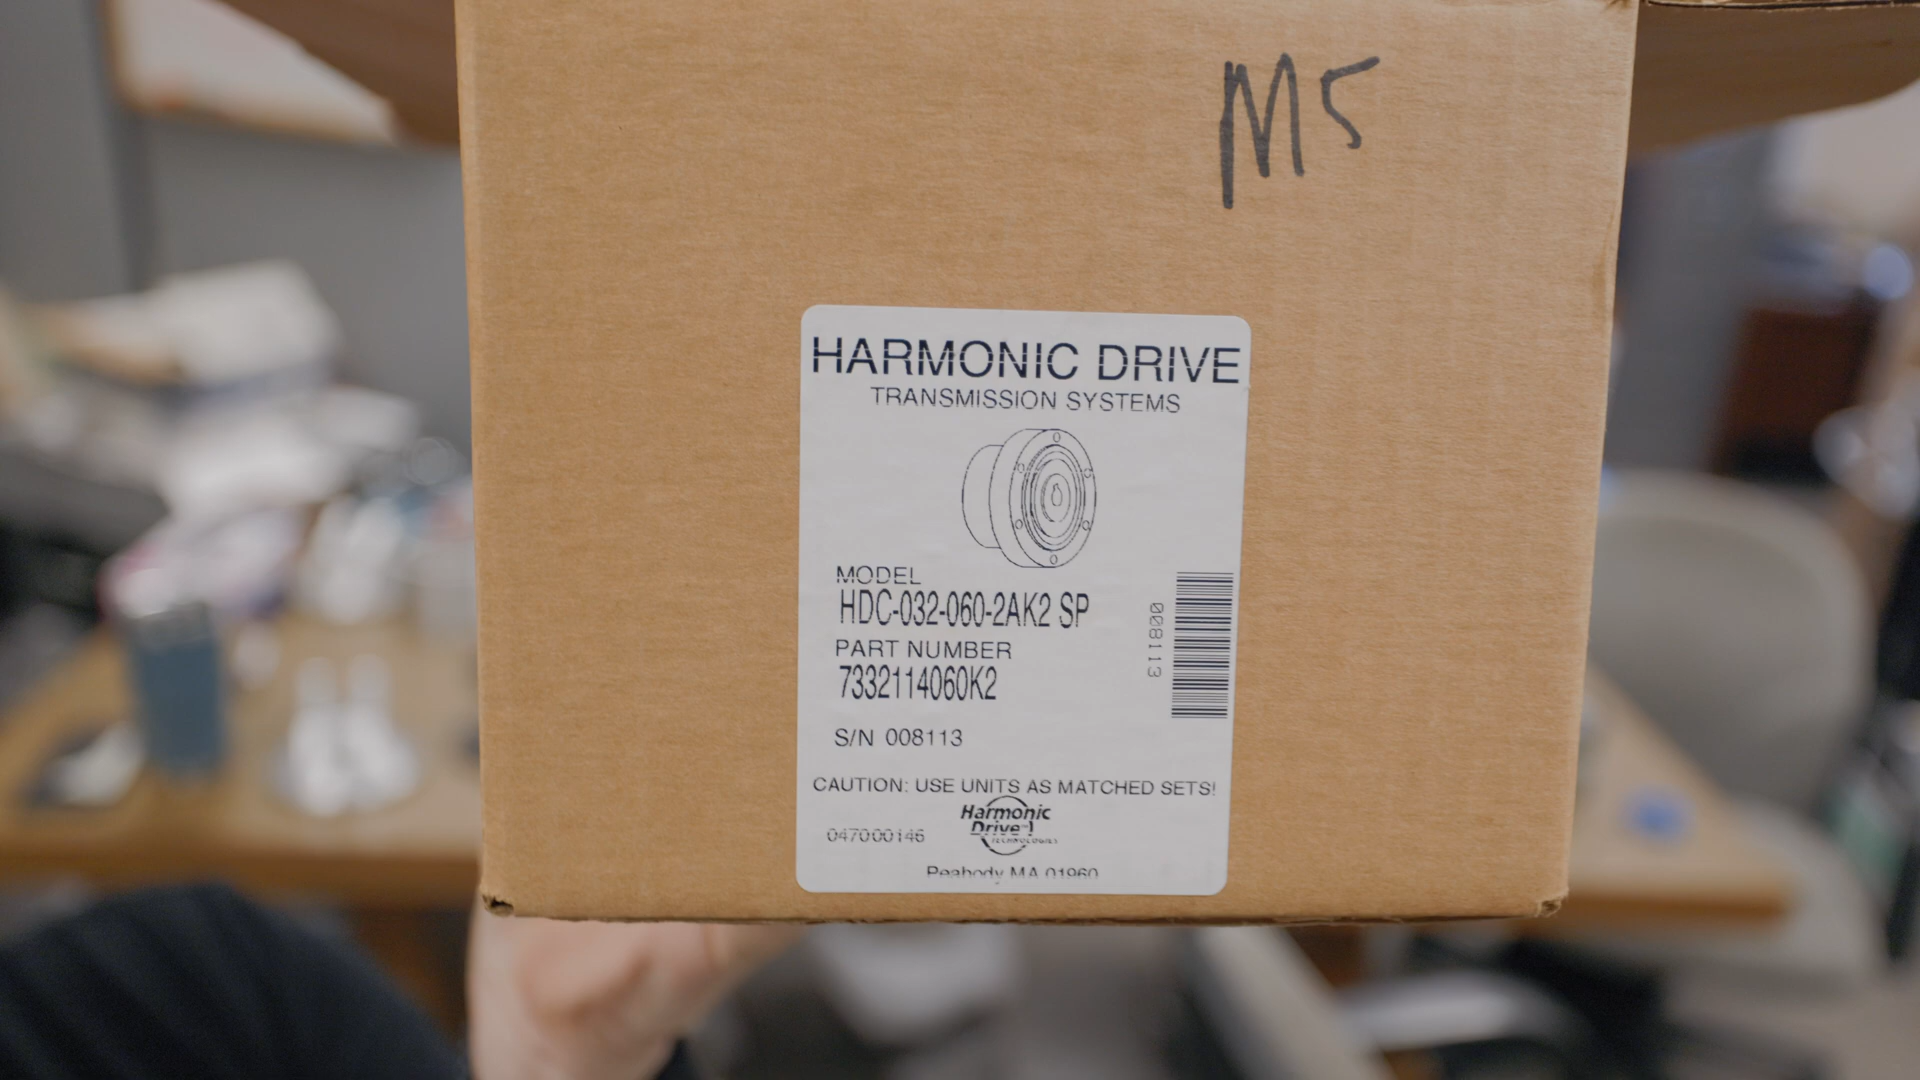 M5
HARMONIC DRIVE
TRANSMISSION SYSTEMS
MODEL
HDC-032-060-2AK2 SP
PART NUMBER
7332114060K2
008113
S/N 008113
CAUTION: USE UNITS AS MATCHED SETS!
Harmonic
Drive
TECHNOLOGIES
047000146
Peabody MA 01960